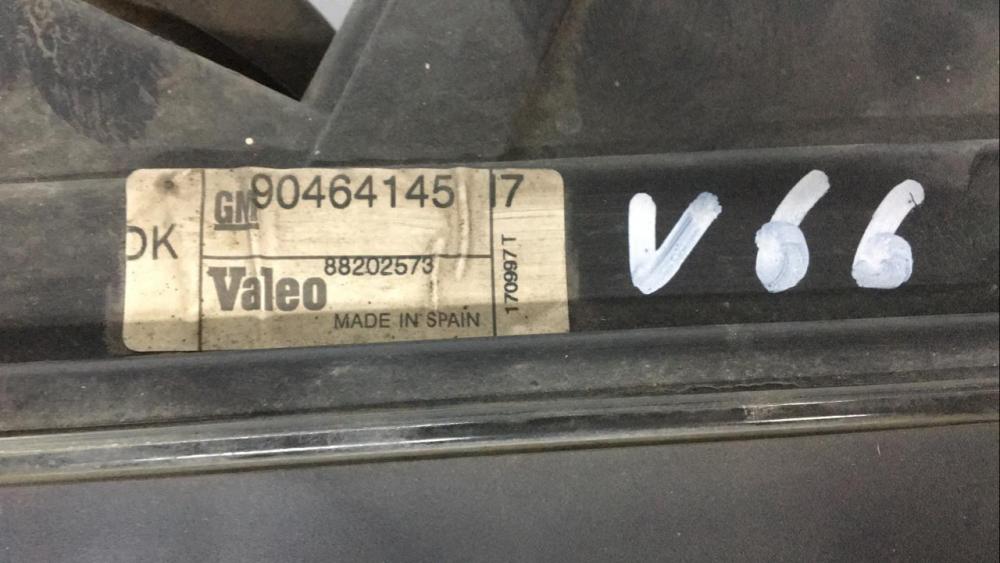 GM 90464145 17
DK
88202573
Valeo
MADE IN SPAIN
170997 T
V66